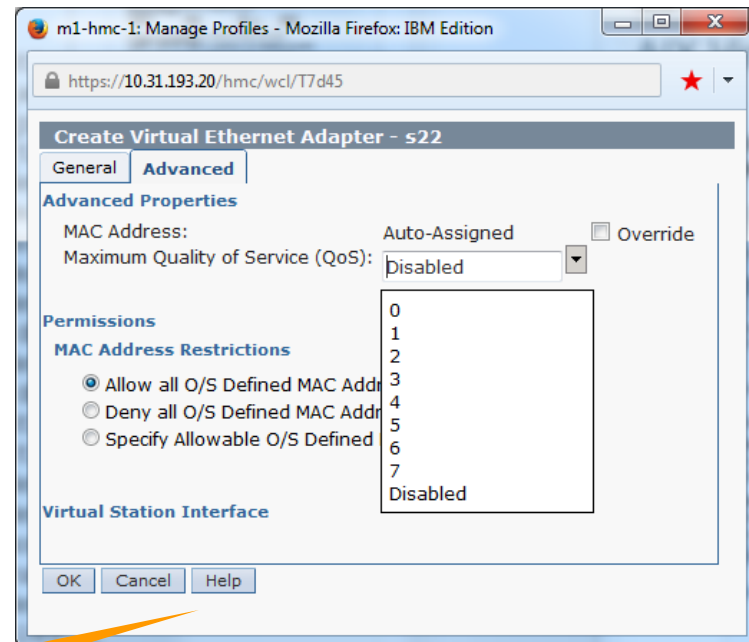 m1-hmc-1: Manage Profiles - Mozilla Firefox: IBM Edition
https://10.31.193.20/hmc/wcl/T7d45
Create Virtual Ethernet Adapter - s22
General Advanced
Advanced Properties
MAC Address: Auto-Assigned Override
Maximum Quality of Service (QoS): Disabled
0
1
2
3
4
5
6
7
Disabled
Permissions
MAC Address Restrictions
Allow all O/S Defined MAC
Deny all O/S Defined MAC
Specify Allowable O/S Defined
Virtual Station Interface
OK Cancel Help